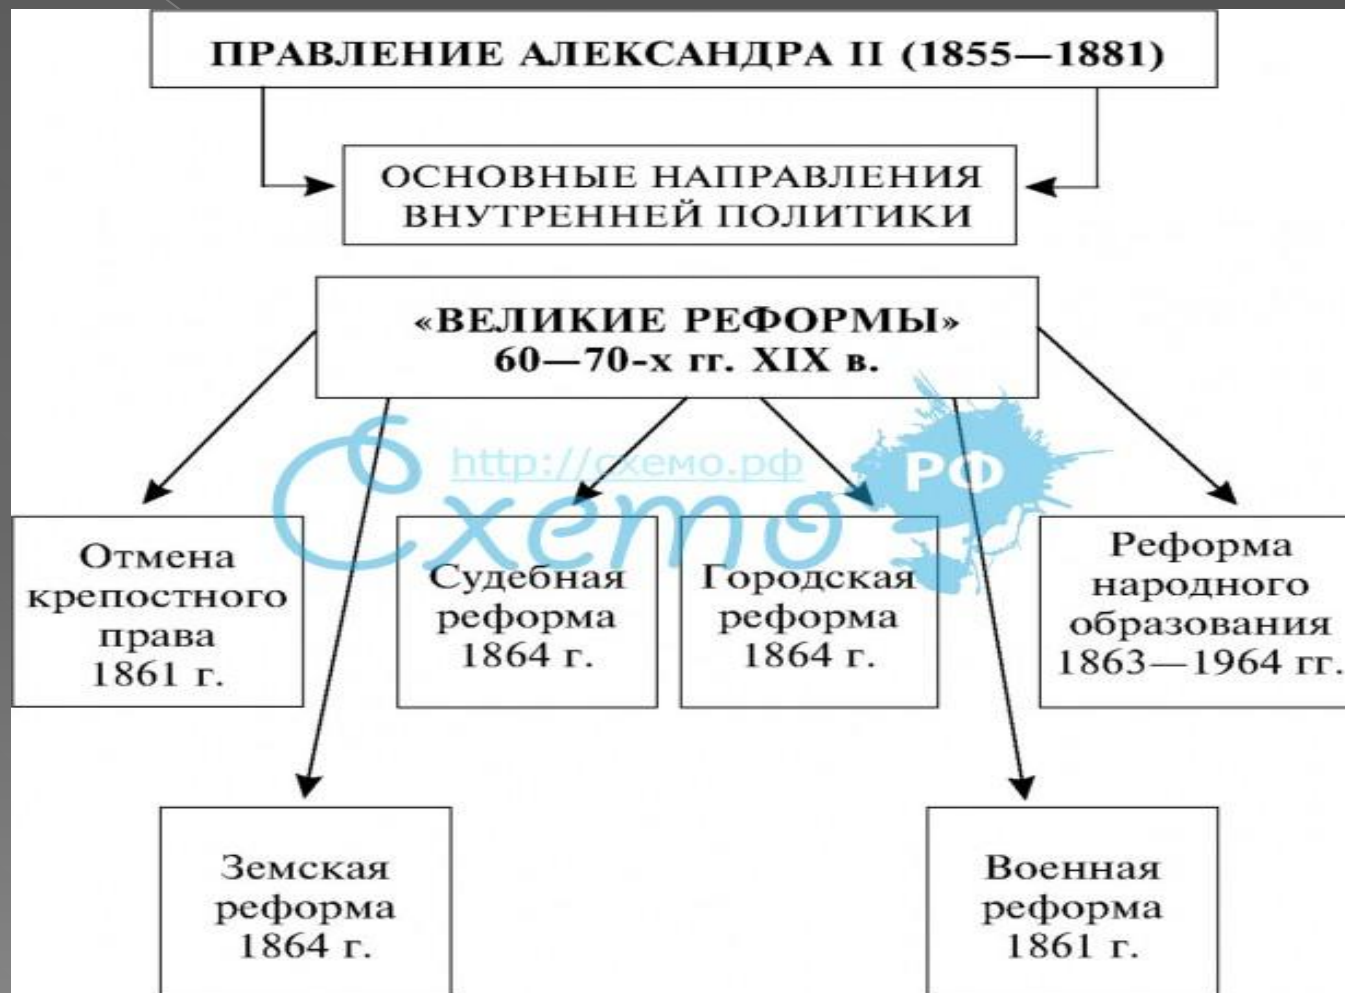 ПРАВЛЕНИЕ АЛЕКСАНДРА II (1855—1881)
ОСНОВНЫЕ НАПРАВЛЕНИЯ
ВНУТРЕННЕЙ ПОЛИТИКИ
«ВЕЛИКИЕ РЕФОРМЫ»
60—70-х гг. XIX в.
http://схемо.рф
Схемо
РФ
Отмена
крепостного
права
1861 г.
Судебная
реформа
1864 г.
Городская
реформа
1864 г.
Реформа
народного
образования
1863—1964 гг.
Земская
реформа
1864 г.
Военная
реформа
1861 г.